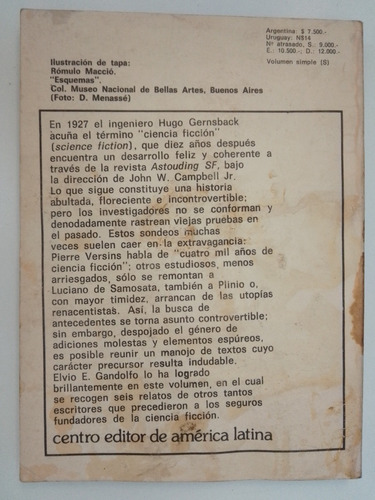 Argentina: $ 7.500.-
Uruguay: N$14
Nº atrasado, S., 9.000.-
E., 10.500.-; D., 12.000.-
Volumen simple (S)
Ilustración de tapa:
Rómulo Macció.
"Esquemas".
Col. Museo Nacional de Bellas Artes, Buenos Aires
(Foto: D. Menassé)
En 1927 el ingeniero Hugo Gernsback
acuña el término "ciencia ficción"
(science fiction), que diez años después
encuentra un desarrollo feliz y coherente a
través de la revista Astouding SF, bajo
la dirección de John W. Campbell Jr.
Lo que sigue constituye una historia
abultada, floreciente e incontrovertible;
pero los investigadores no se conforman y
denodadamente rastrean viejas pruebas en
el pasado. Estos sondeos muchas
veces suelen caer en la extravagancia:
Pierre Versins habla de "cuatro mil años de
ciencia ficción"; otros estudiosos, menos
arriesgados, sólo se remontan a
Luciano de Samosata, también a Plinio o,
con mayor timidez, arrancan de las utopías
renacentistas. Así, la busca de
antecedentes se torna asunto controvertible;
sin embargo, despojado el género de
adiciones molestas y elementos espúreos,
es posible reunir un manojo de textos cuyo
carácter precursor resulta indudable.
Elvio E. Gandolfo lo ha logrado
brillantemente en este volumen, en el cual
se recogen seis relatos de otros tantos
escritores que precedieron a los seguros
fundadores de la ciencia ficción.
centro editor de américa latina